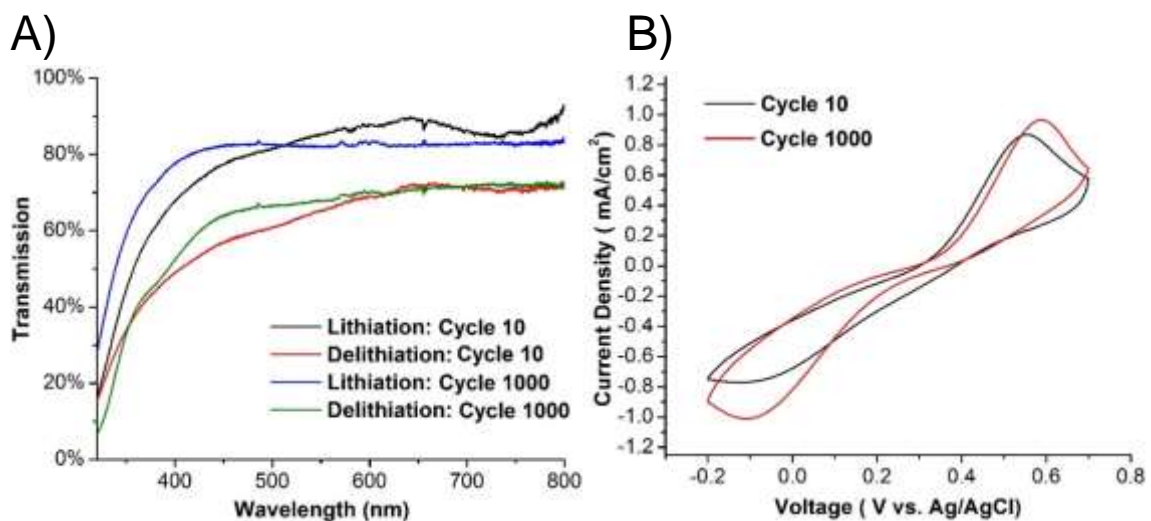 A)
100%
80%
60%
40%
20%
0%
Transmission
Lithiation: Cycle 10
Delithiation: Cycle 10
Lithiation: Cycle 1000
Delithiation: Cycle 1000
400 500 600 700 800
Wavelength (nm)
B)
1.2
1.0
0.8
0.6
0.4
0.2
0.0
-0.2
-0.4
-0.6
-0.8
-1.0
-1.2
Current Density ( mA/cm²)
Cycle 10
Cycle 1000
-0.2 0.0 0.2 0.4 0.6 0.8
Voltage ( V vs. Ag/AgCl)